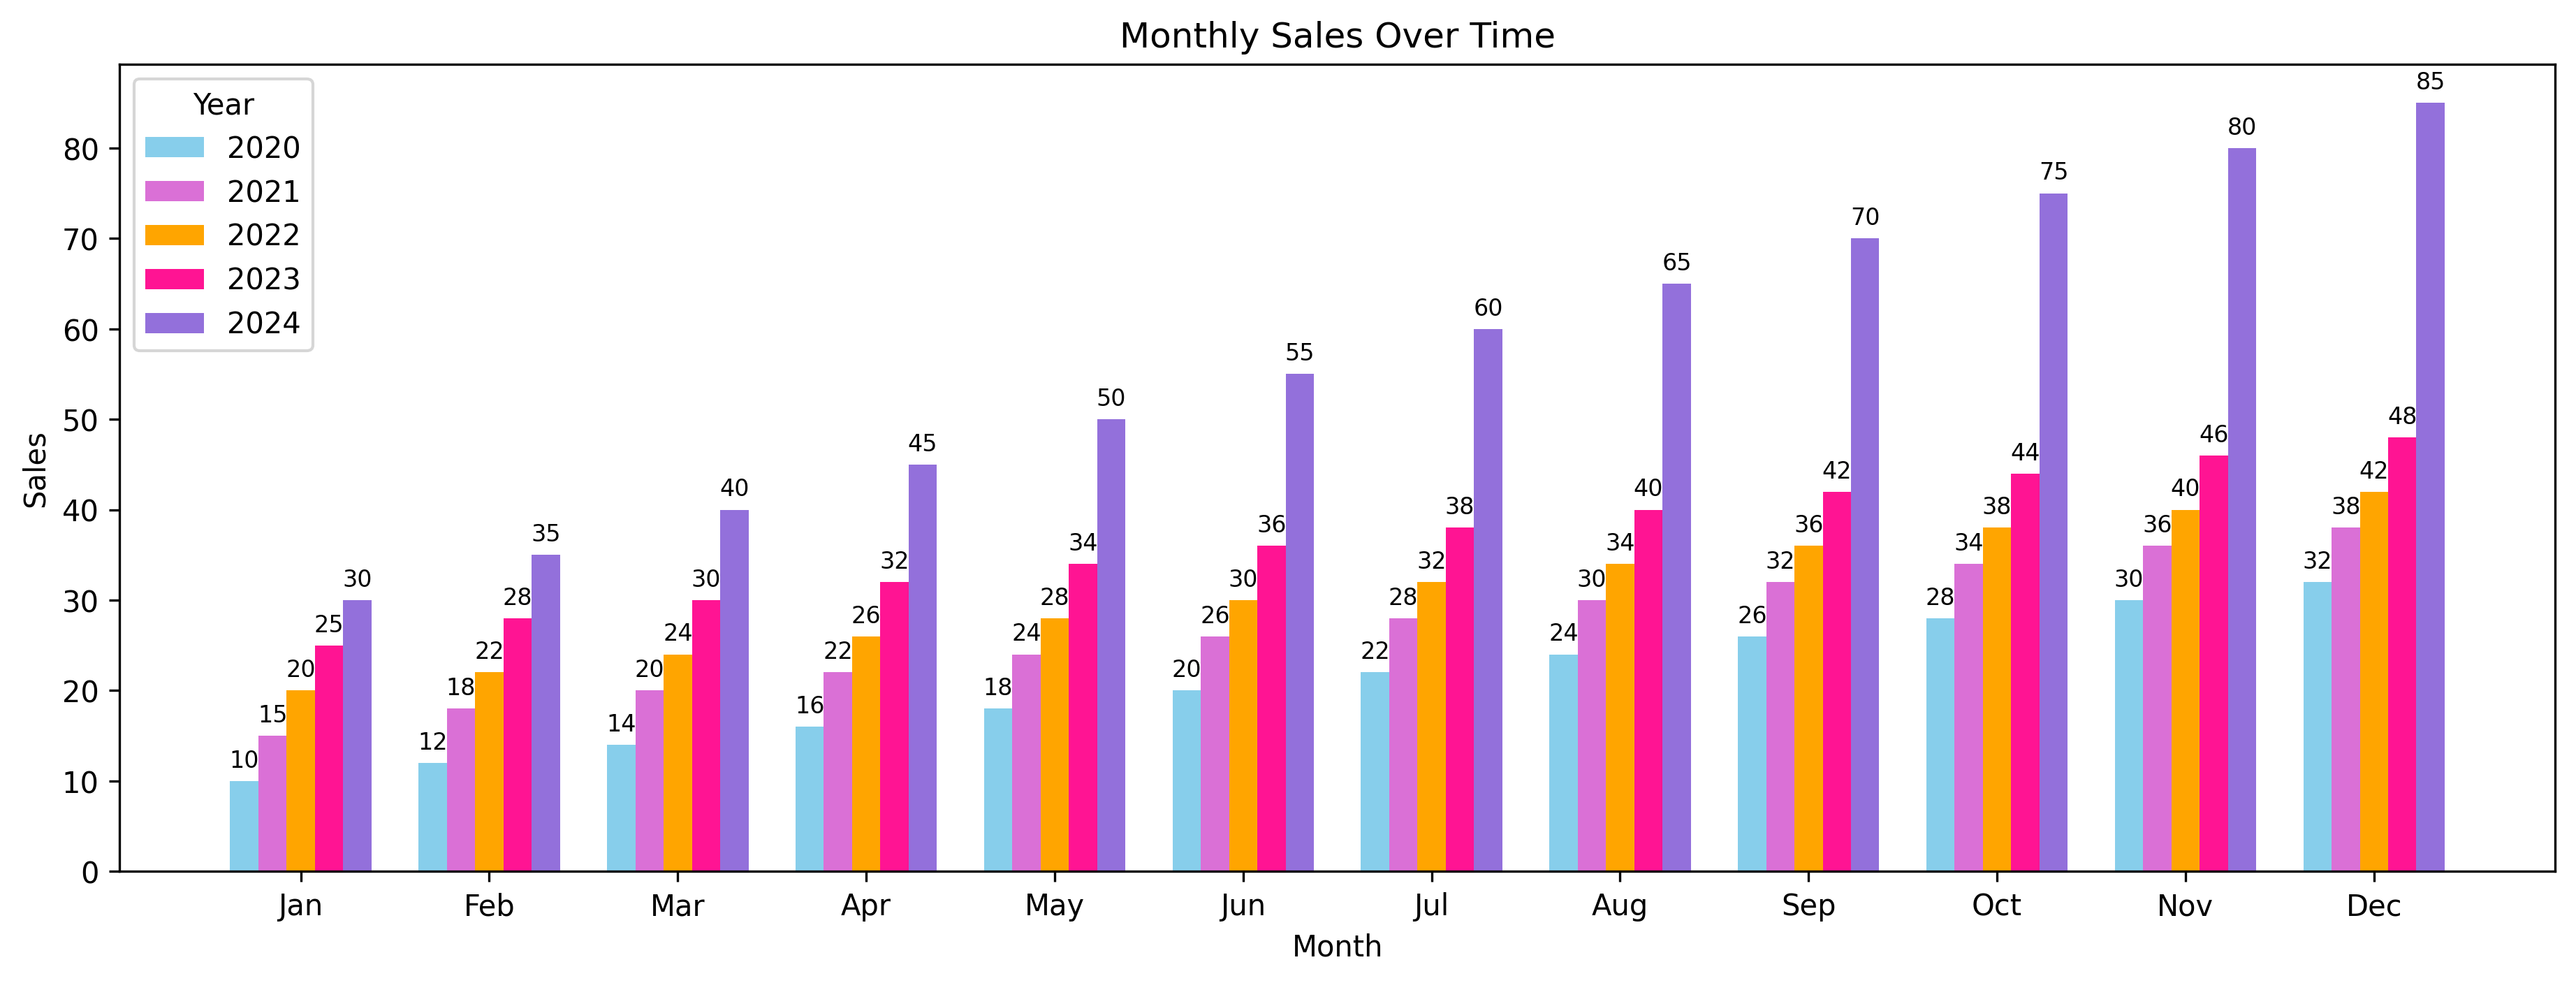 Monthly Sales Over Time
Year
2020
2021
2022
2023
2024
Sales
80
70
60
50
40
30
20
10
0
10 15 20 25 30
12 18 22 28 35
14 20 24 30 40
16 22 26 32 45
18 24 28 34 50
20 26 30 36 55
22 28 32 38 60
24 30 34 40 65
26 32 36 42 70
28 34 38 44 75
30 36 40 46 80
32 38 42 48 85
Jan Feb Mar Apr May Jun Jul Aug Sep Oct Nov Dec
Month